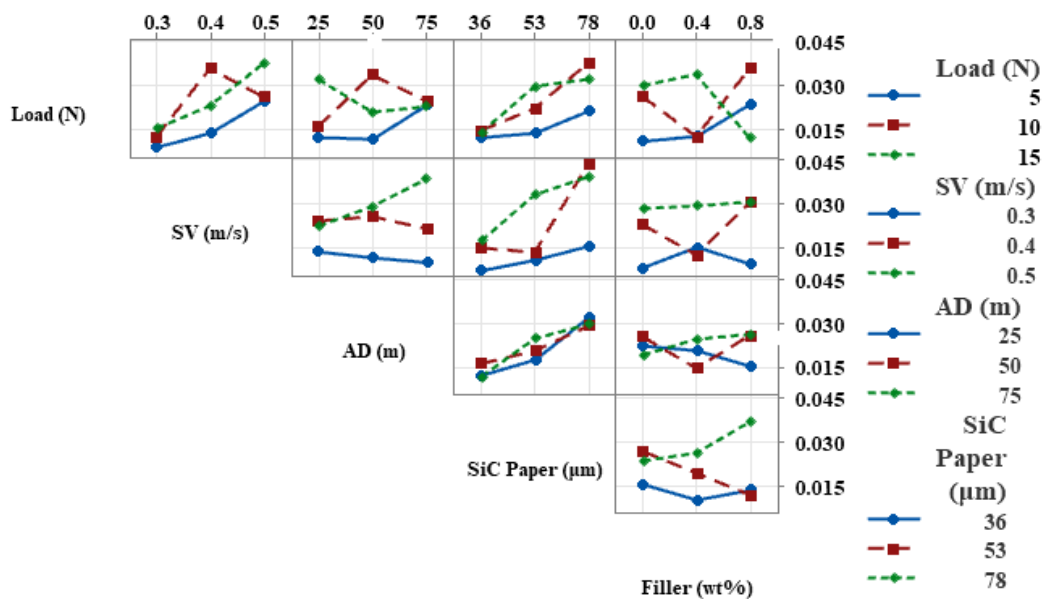 0.3 0.4 0.5 25 50 75 36 53 78 0.0 0.4 0.8
0.045
0.030
0.015
Load (N)
Load (N)
5
10
15
0.045
0.030
0.015
SV (m/s)
SV (m/s)
0.3
0.4
0.5
0.045
0.030
0.015
AD (m)
AD (m)
25
50
75
0.045
0.030
0.015
SiC Paper (μm)
SiC
Paper
(μm)
36
53
78
Filler (wt%)